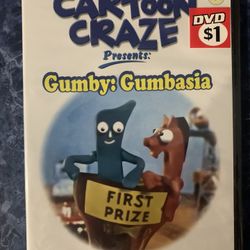 CARTOON
CRAZE
DVD
$1
Presents:
Gumby: Gumbasia
FIRST
PRIZE